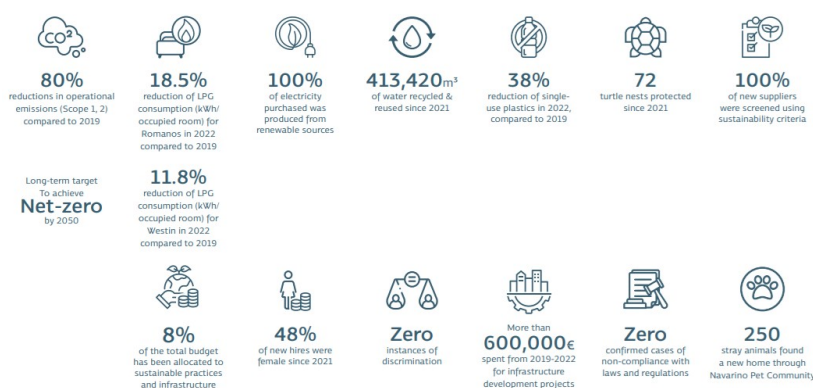 CO²
80%
reductions in operational
emissions (Scope 1, 2)
compared to 2019
18.5%
reduction of LPG
consumption (kWh/
occupied room) for
Romanos in 2022
compared to 2019
100%
of electricity
purchased was
produced from
renewable sources
413,420m³
of water recycled &
reused since 2021
38%
reduction of single-
use plastics in 2022,
compared to 2019
72
turtle nests protected
since 2021
100%
of new suppliers
were screened using
sustainability criteria
Long-term target
To achieve
Net-zero
by 2050
11.8%
reduction of LPG
consumption (kWh/
occupied room) for
Westin in 2022
compared to 2019
8%
of the total budget
has been allocated to
sustainable practices
and infrastructure
48%
of new hires were
female since 2021
Zero
instances of
discrimination
More than
600,000€
spent from 2019-2022
for infrastructure
development projects
Zero
confirmed cases of
non-compliance with
laws and regulations
250
stray animals found
a new home through
Navarino Pet Community